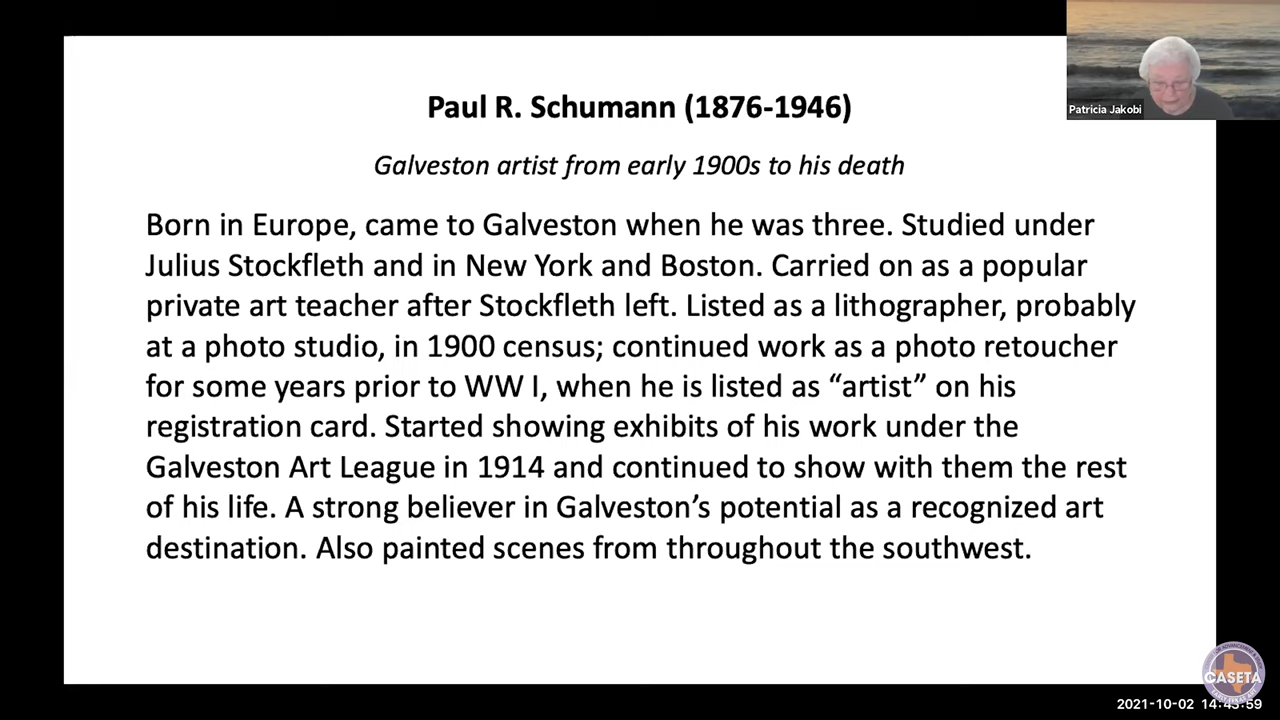 Patricia Jakobi
Paul R. Schumann (1876-1946)
Galveston artist from early 1900s to his death
Born in Europe, came to Galveston when he was three. Studied under
Julius Stockfleth and in New York and Boston. Carried on as a popular
private art teacher after Stockfleth left. Listed as a lithographer, probably
at a photo studio, in 1900 census; continued work as a photo retoucher
for some years prior to WW I, when he is listed as “artist” on his
registration card. Started showing exhibits of his work under the
Galveston Art League in 1914 and continued to show with them the rest
of his life. A strong believer in Galveston’s potential as a recognized art
destination. Also painted scenes from throughout the southwest.
CASETA
2021-10-02 14:43:59